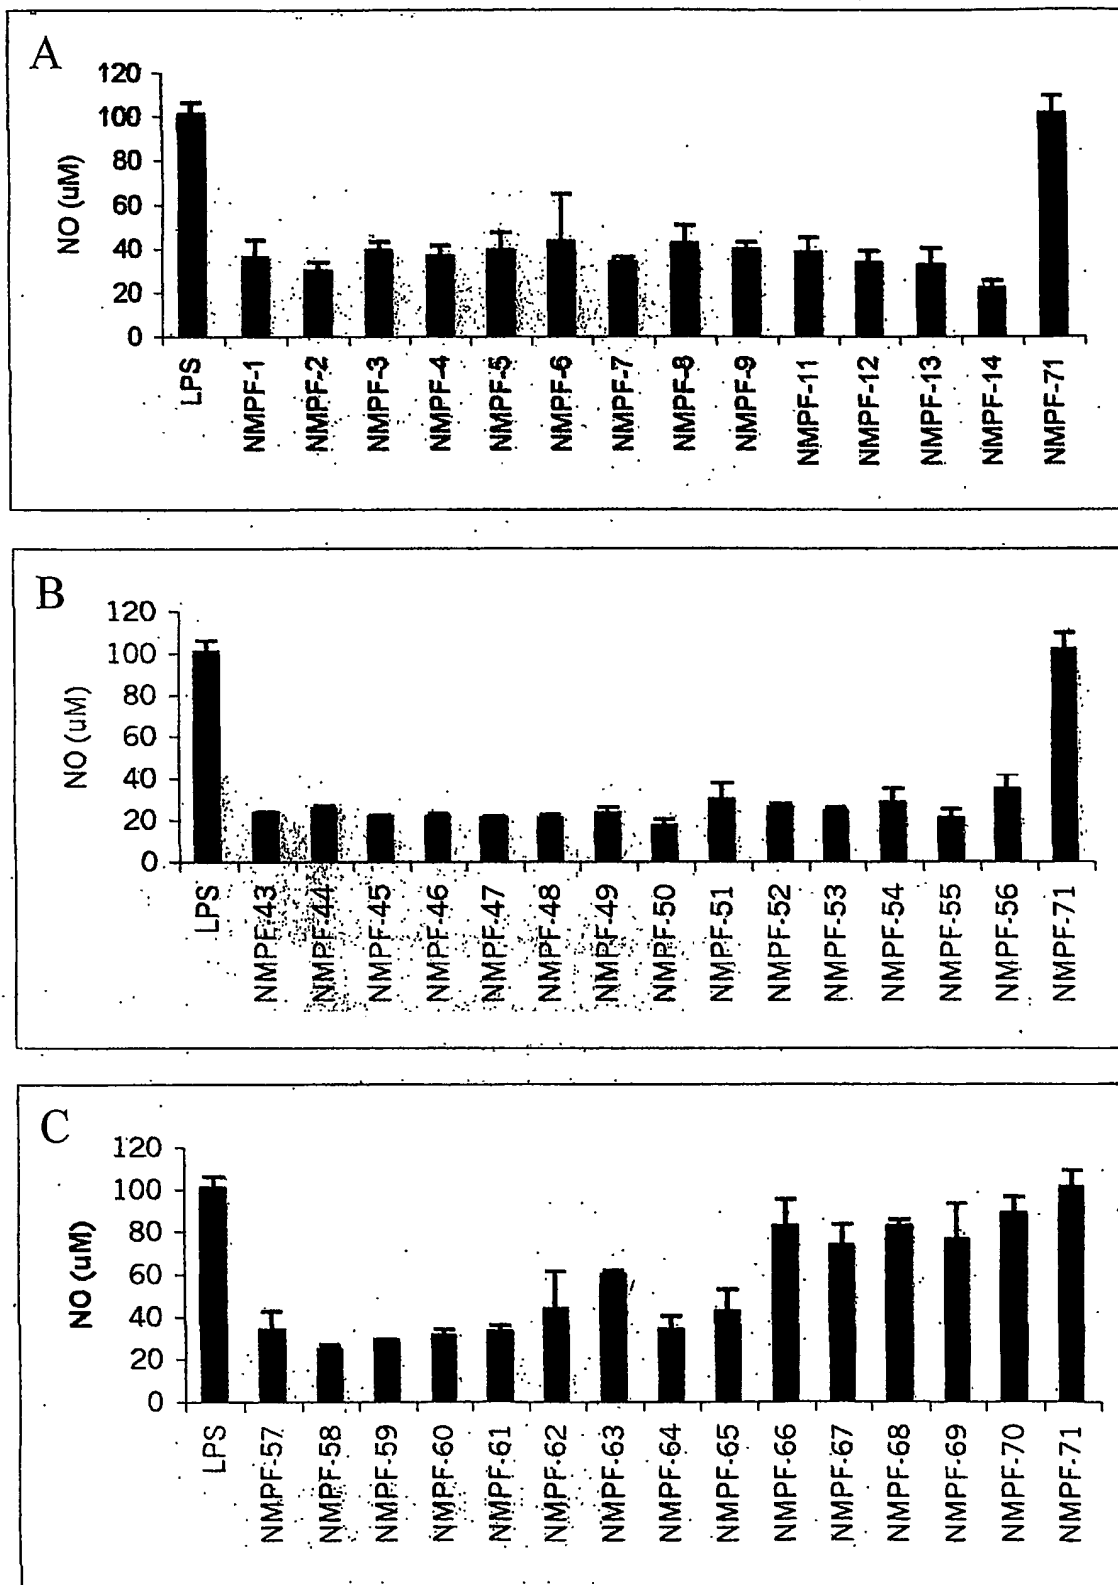 A
NO (uM)
120
100
80
60
40
20
0
LPS
NMPF-1
NMPF-2
NMPF-3
NMPF-4
NMPF-5
NMPF-6
NMPF-7
NMPF-8
NMPF-9
NMPF-11
NMPF-12
NMPF-13
NMPF-14
NMPF-71
B
NO (uM)
120
100
80
60
40
20
0
LPS
NMPF-43
NMPF-44
NMPF-45
NMPF-46
NMPF-47
NMPF-48
NMPF-49
NMPF-50
NMPF-51
NMPF-52
NMPF-53
NMPF-54
NMPF-55
NMPF-56
NMPF-71
C
NO (uM)
120
100
80
60
40
20
0
LPS
NMPF-57
NMPF-58
NMPF-59
NMPF-60
NMPF-61
NMPF-62
NMPF-63
NMPF-64
NMPF-65
NMPF-66
NMPF-67
NMPF-68
NMPF-69
NMPF-70
NMPF-71